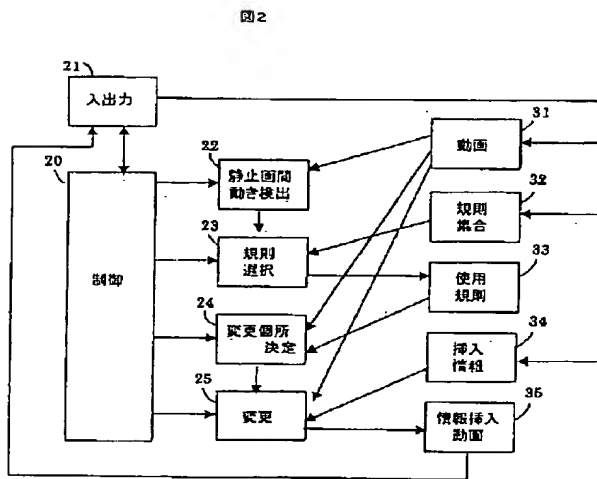 図2
21
入出力
20
制御
22
静止画間
動き検出
23
規則
選択
24
変更個所
決定
25
変更
31
動画
32
規則
集合
33
使用
規則
34
挿入
情報
35
情報挿入
動画